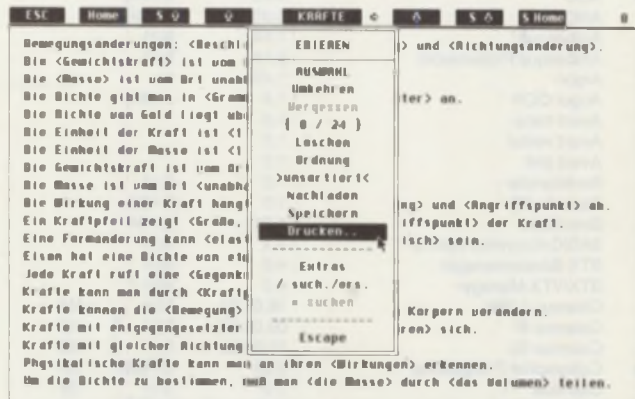 ESC Home S ⇩ ⇩ KRÄFTE ⇧ S ⇧ S Home 0
Bewegungsänderungen: <Beschl > und <Richtungsänderung>.
Die <Gewichtskraft> ist vom
Die <Masse> ist vom Ort unabh
Die Dichte gibt man in <Gramm ter> an.
Die Dichte von Gold liegt übe
Die Einheit der Kraft ist <1
Die Einheit der Masse ist <1
Die Gewichtskraft ist vom Or
Die Masse ist vom Ort <unabhä
Die Wirkung einer Kraft hängt ng> und <Angriffspunkt> ab.
Ein Kraftpfeil zeigt <Größe, iffspunkt> der Kraft.
Eine Formänderung kann <elas isch> sein.
Eisen hat eine Dichte von et
Jede Kraft ruft eine <Gegenk
Kräfte kann man durch <Kraft
Kräfte können die <Bewegung> Körpern verändern.
Kräfte mit entgegengesetzter ren> sich.
Kräfte mit gleicher Richtung
Physikalische Kräfte kann man an ihren <Wirkungen> erkennen.
Um die Dichte zu bestimmen, muß man <die Masse> durch <das Volumen> teilen.
EDIEREN
AUSWAHL
Umkehren
Vergessen
{ 0 / 24 }
Löschen
Ordnung
>unsortiert<
Nachladen
Speichern
Drucken..
Extras
/ such./ers.
= suchen
Escape